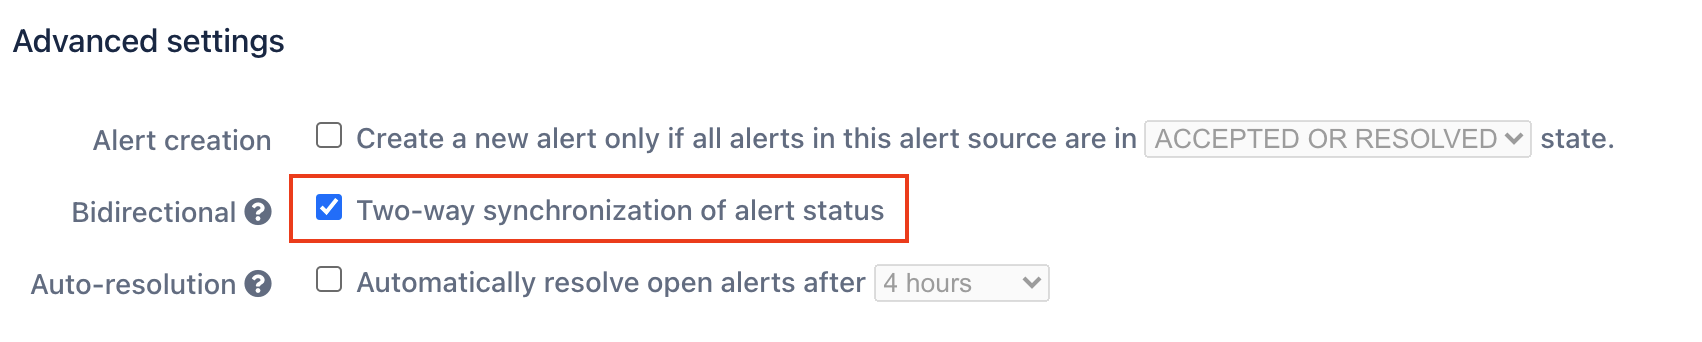 Advanced settings
Alert creation Create a new alert only if all alerts in this alert source are in ACCEPTED OR RESOLVED state.
Bidirectional ? Two-way synchronization of alert status
Auto-resolution ? Automatically resolve open alerts after 4 hours